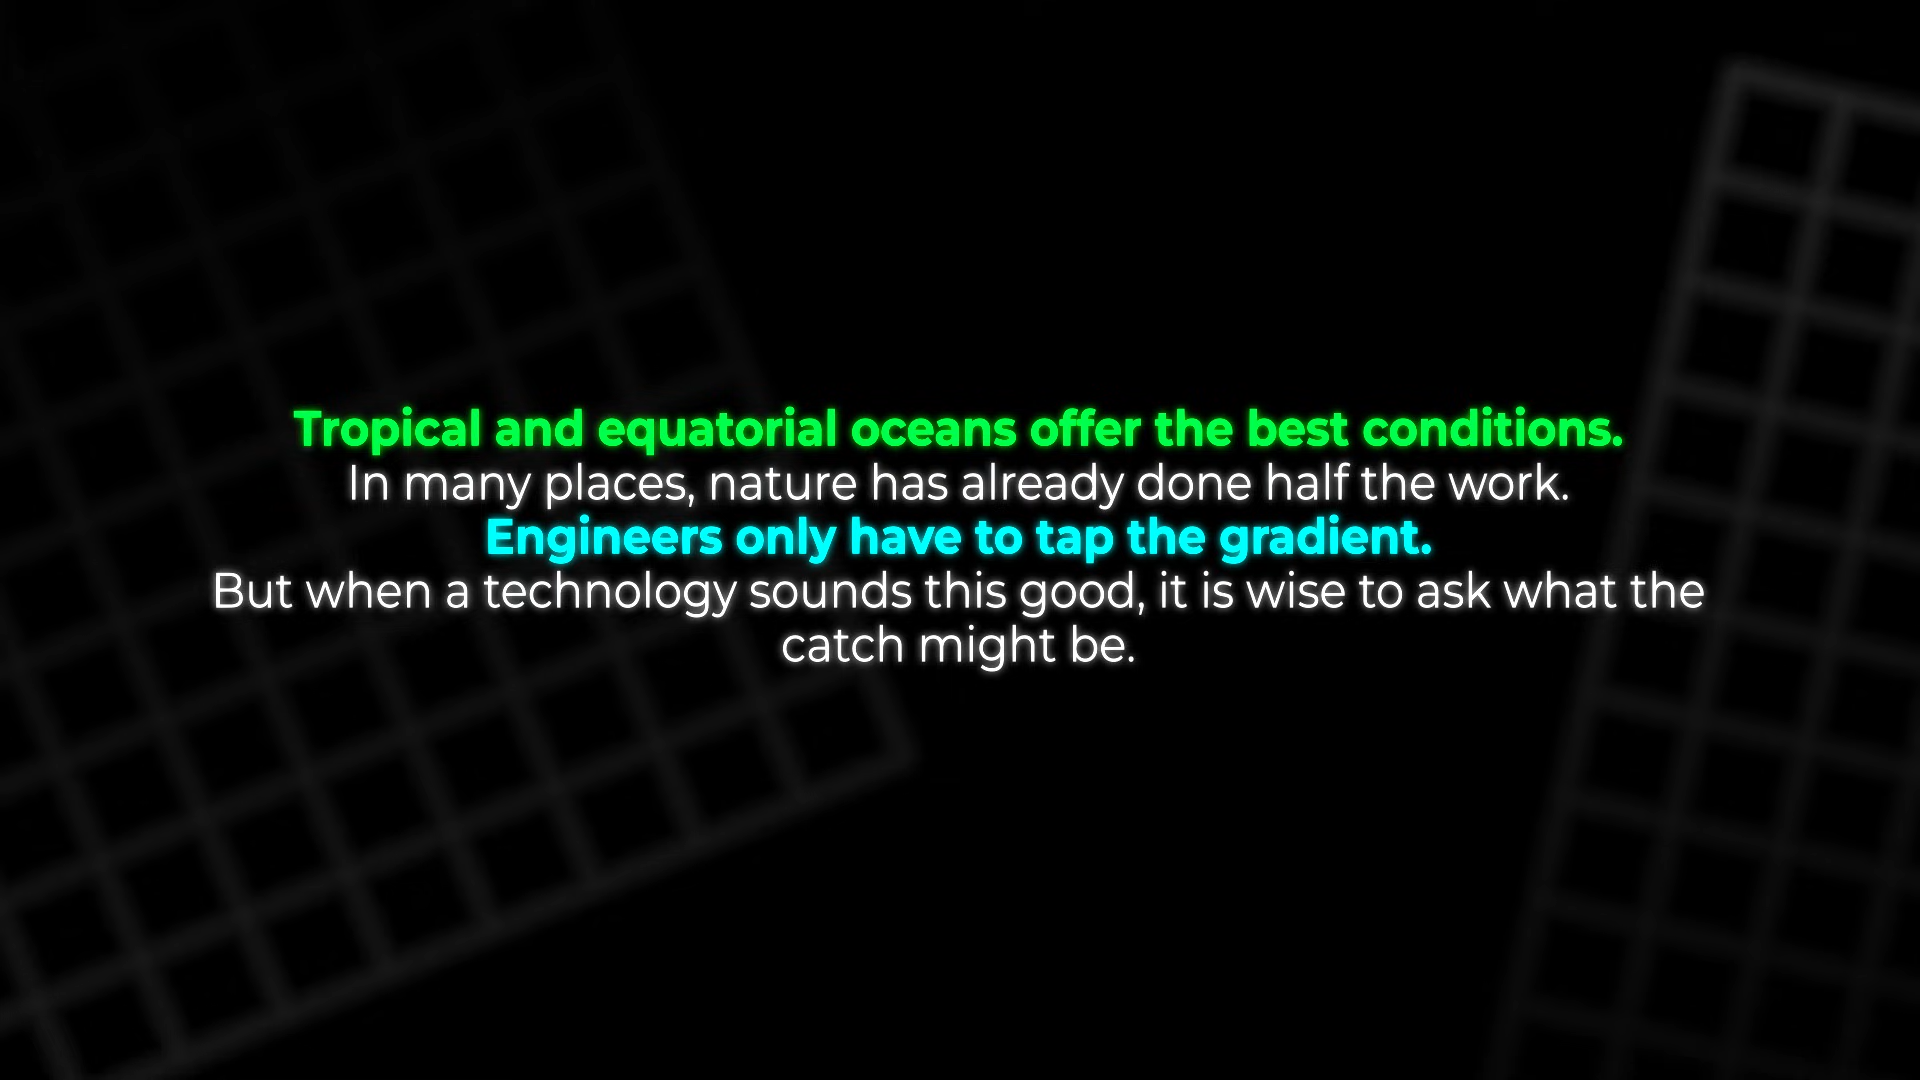 Tropical and equatorial oceans offer the best conditions.
In many places, nature has already done half the work.
Engineers only have to tap the gradient.
But when a technology sounds this good, it is wise to ask what the
catch might be.